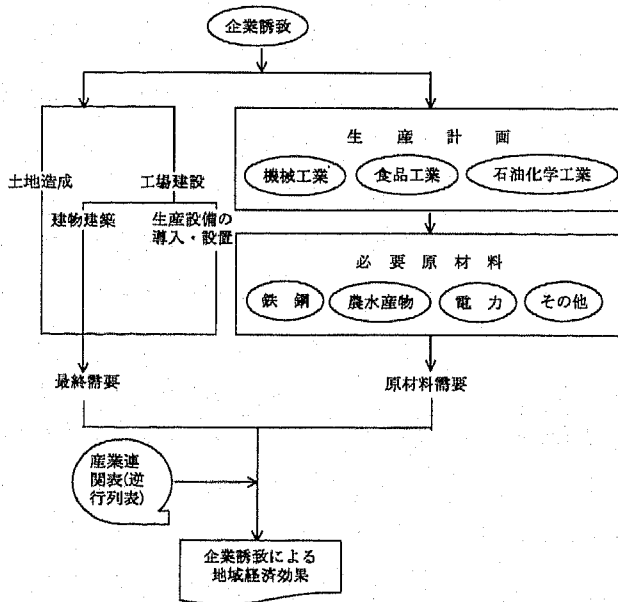 企業誘致
生産計画
機械工業
食品工業
石油化学工業
土地造成
工場建設
建物建築
生産設備の
導入・設置
必要原材料
鉄鋼
農水産物
電力
その他
最終需要
原材料需要
産業連
関表(逆
行列表)
企業誘致による
地域経済効果